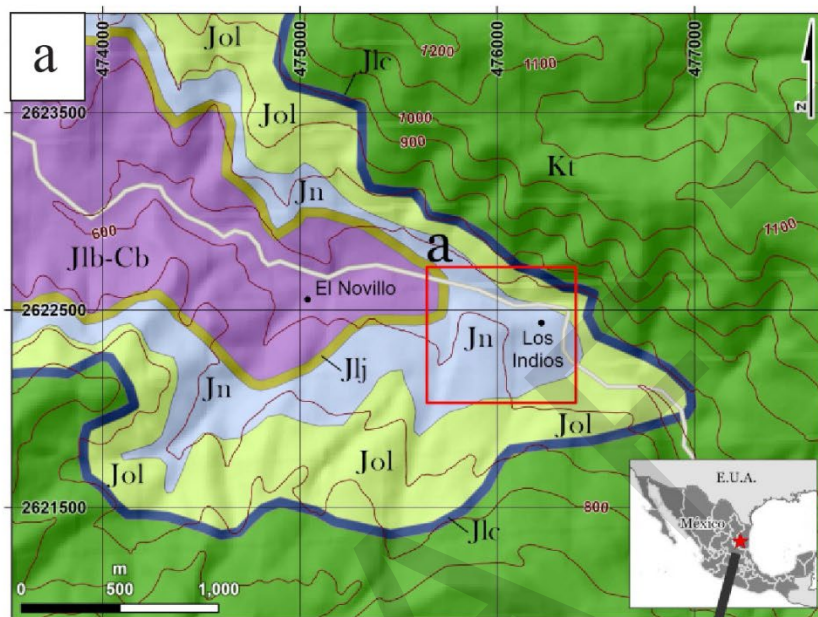 a
474000
475000
476000
477000
Jol
Jlc
1200
1100
2623500
Jol
1000
900
Kt
Jn
1100
600
a
Jlb-Cb
El Novillo
2622500
Jn
Los
Indios
Jn
Jlj
Jol
Jol
Jol
E.U.A.
México
2621500
800
Jlc
m
0 500 1,000
z